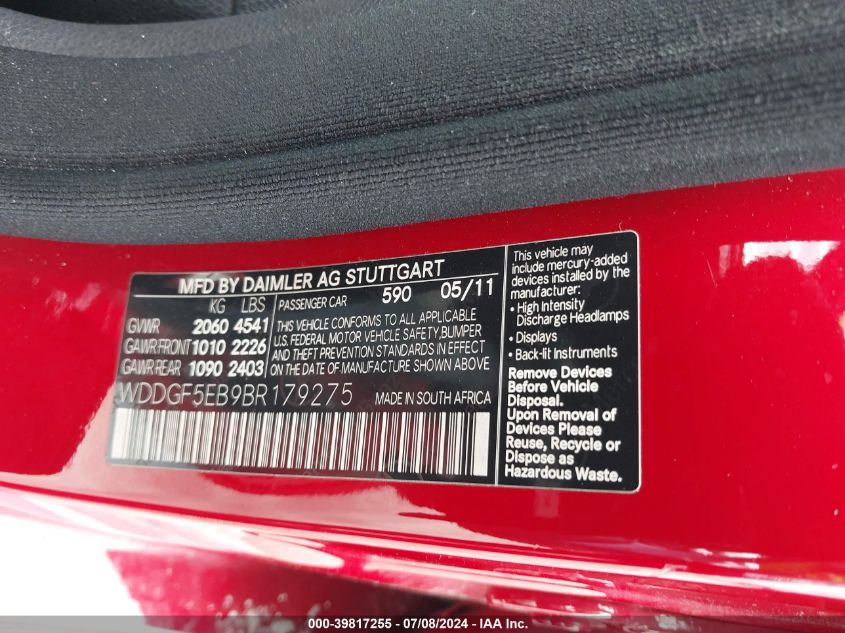 MFD BY DAIMLER AG STUTTGART
KG LBS
GVWR 2060 4541
GAWR FRONT 1010 2226
GAWR REAR 1090 2403
PASSENGER CAR 590 05/11
THIS VEHICLE CONFORMS TO ALL APPLICABLE
U.S. FEDERAL MOTOR VEHICLE SAFETY, BUMPER
AND THEFT PREVENTION STANDARDS IN EFFECT
ON THE DATE OF MANUFACTURE SHOWN ABOVE
WDDGF5EB9BR179275 MADE IN SOUTH AFRICA
This vehicle may
include mercury-added
devices installed by the
manufacturer:
• High Intensity
Discharge Headlamps
• Displays
• Back-lit Instruments
Remove Devices
Before Vehicle
Disposal.
Upon Removal of
Devices Please
Reuse, Recycle or
Dispose as
Hazardous Waste.
000-39817255 - 07/08/2024 - IAA Inc.